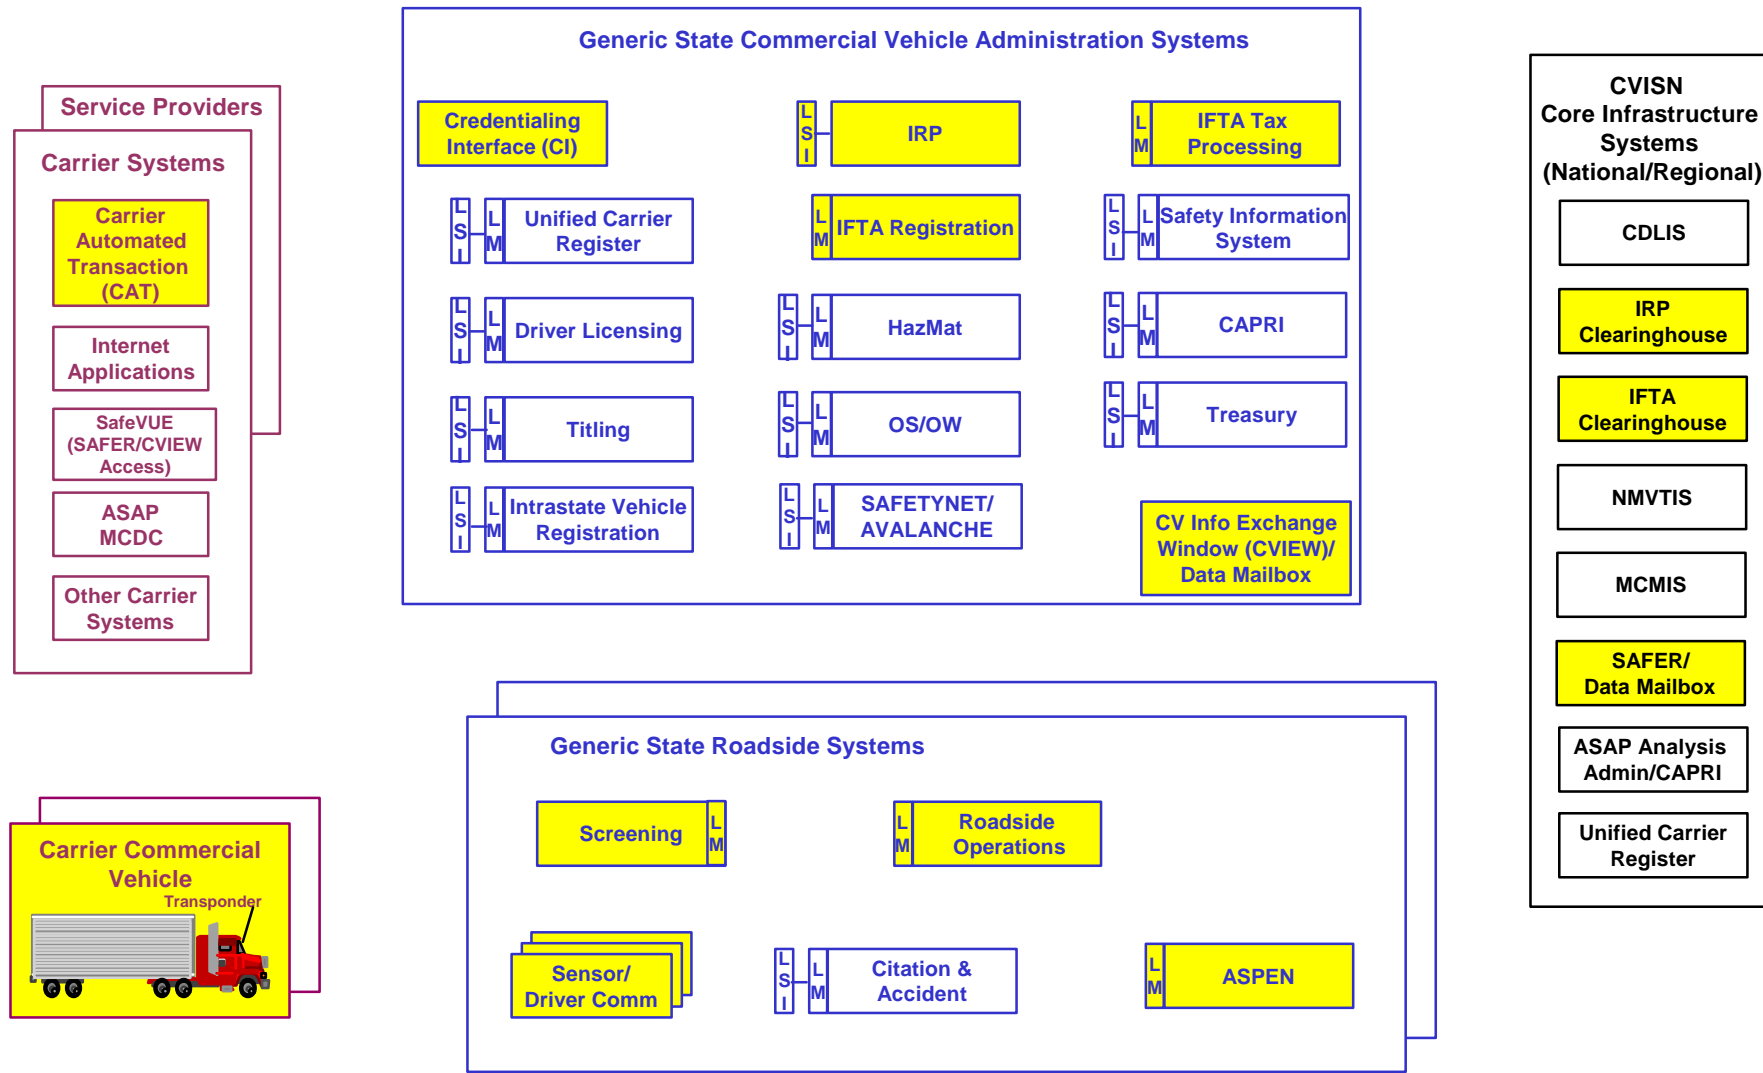 Generic State Commercial Vehicle Administration Systems
Service Providers
Carrier Systems
Carrier
Automated
Transaction
(CAT)
Internet
Applications
SafeVUE
(SAFER/CVIEW
Access)
ASAP
MCDC
Other Carrier
Systems
Credentialing
Interface (CI)
L
S
I
IRP
L
M
IFTA Tax
Processing
L
S
I
L
M
Unified Carrier
Register
L
M
IFTA Registration
L
S
I
L
M
Safety Information
System
L
S
I
L
M
Driver Licensing
L
S
I
L
M
HazMat
L
S
I
L
M
CAPRI
L
S
I
L
M
Titling
L
S
I
L
M
OS/OW
L
S
I
L
M
Treasury
L
S
I
L
M
Intrastate Vehicle
Registration
L
S
I
L
M
SAFETYNET/
AVALANCHE
CV Info Exchange
Window (CVIEW)/
Data Mailbox
CVISN
Core Infrastructure
Systems
(National/Regional)
CDLIS
IRP
Clearinghouse
IFTA
Clearinghouse
NMVTIS
MCMIS
SAFER/
Data Mailbox
ASAP Analysis
Admin/CAPRI
Unified Carrier
Register
Carrier Commercial
Vehicle
Transponder
Generic State Roadside Systems
Screening
L
M
L
M
Roadside
Operations
Sensor/
Driver Comm
L
S
I
L
M
Citation &
Accident
L
M
ASPEN